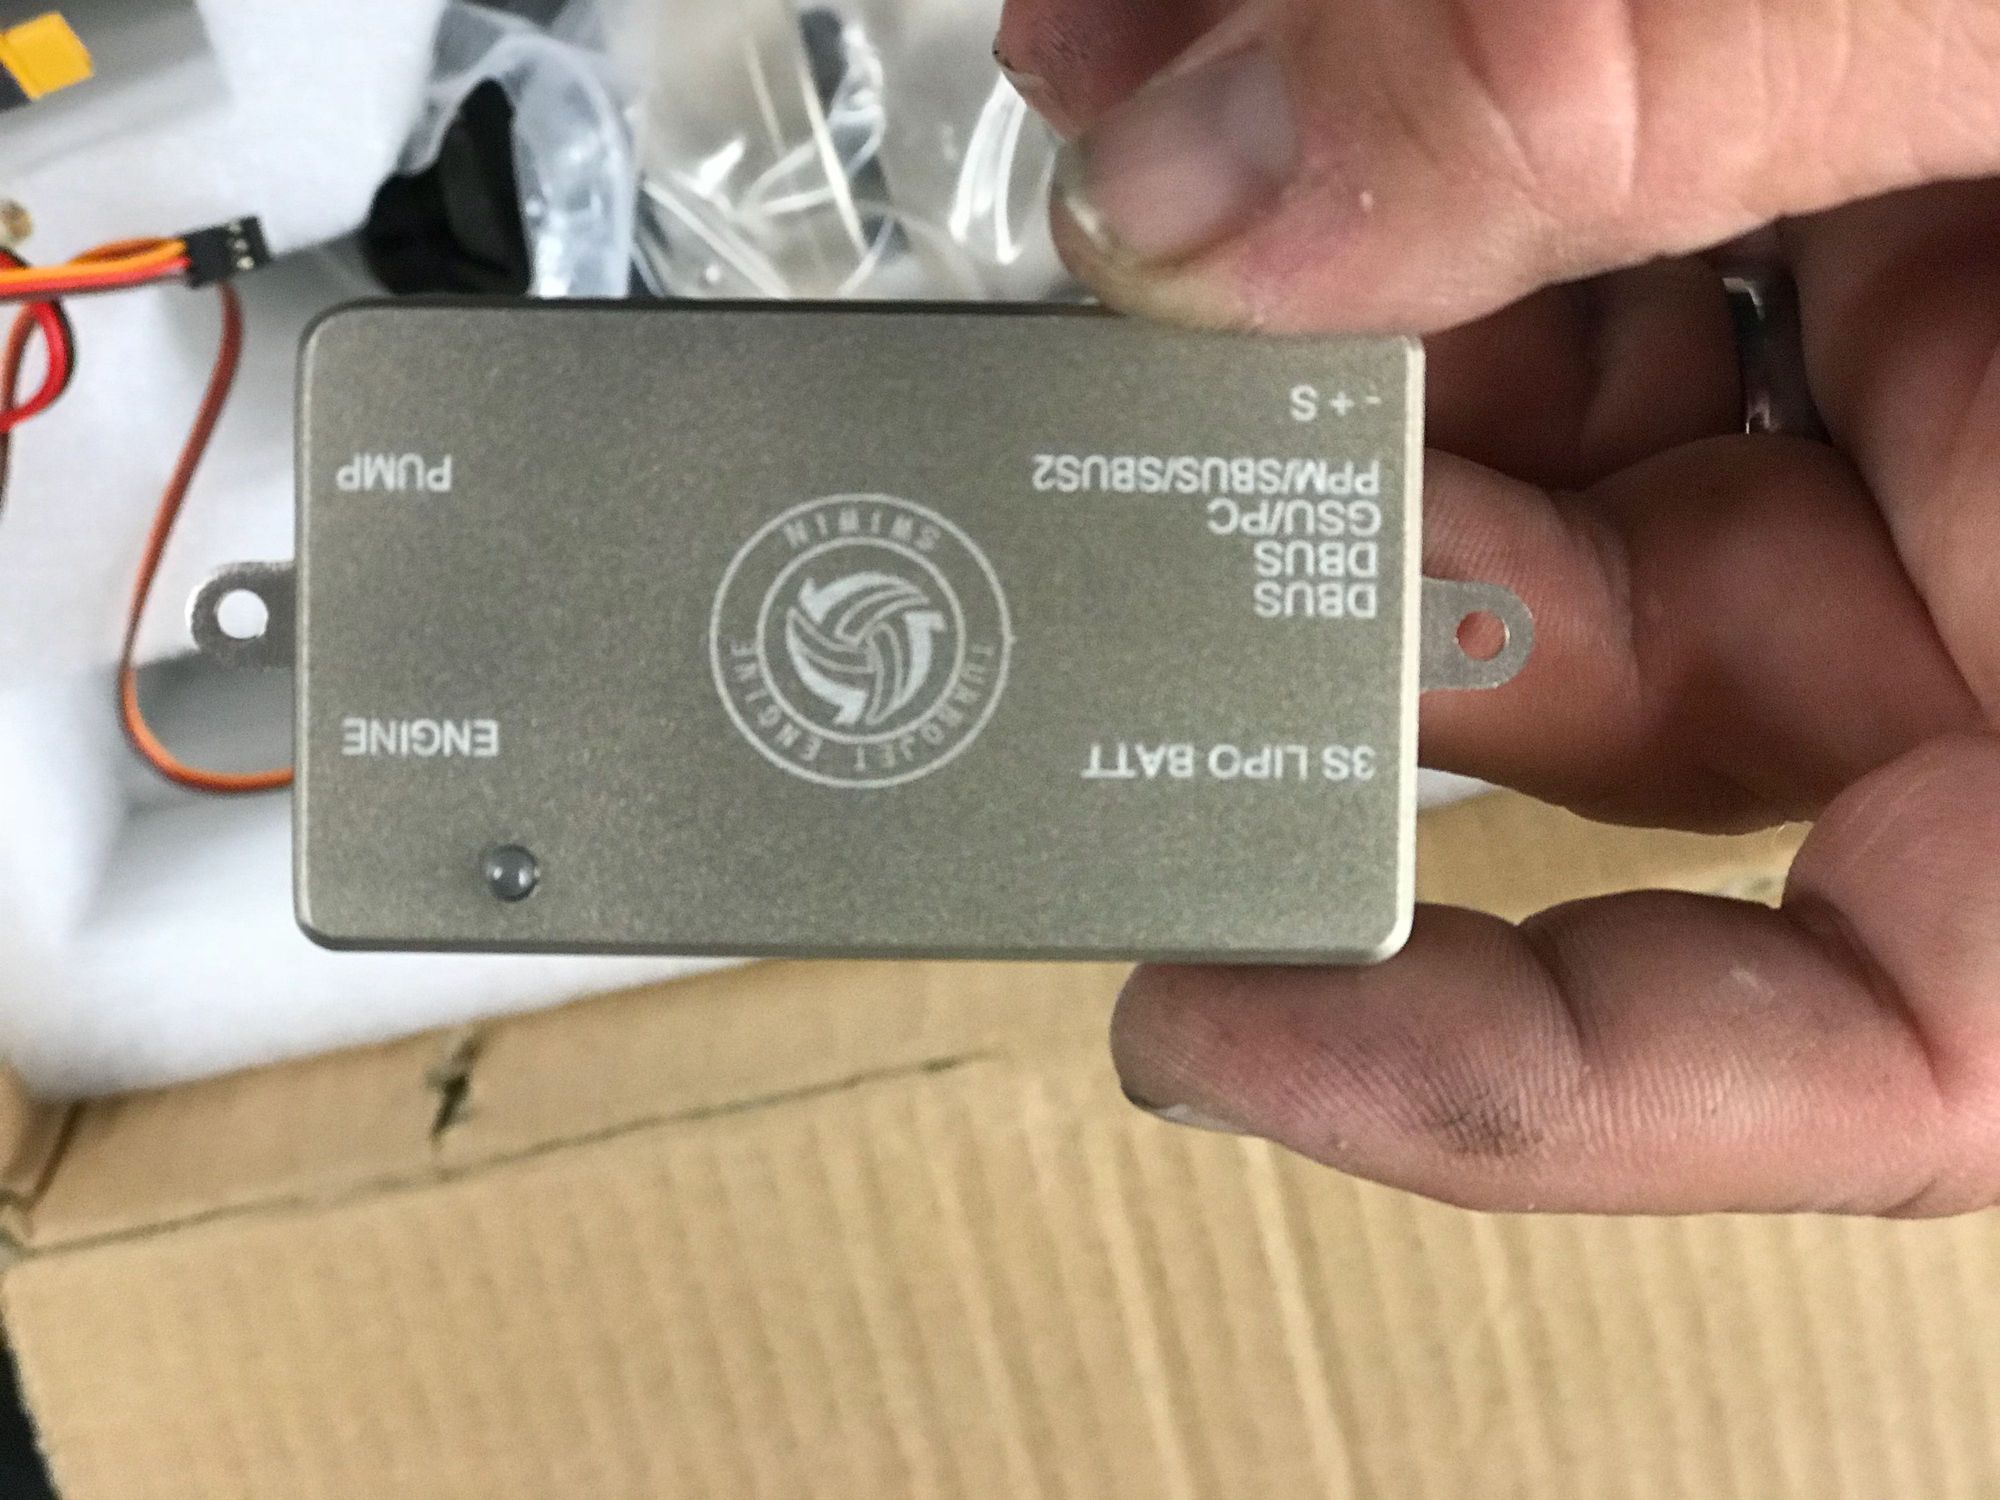 3S LIPO BATT
ENGINE
TURBOJET ENGINE
SWIWIN
DBUS
DBUS
GSU/PC
PPM/SBUS/SBUS2
- + S
PUMP